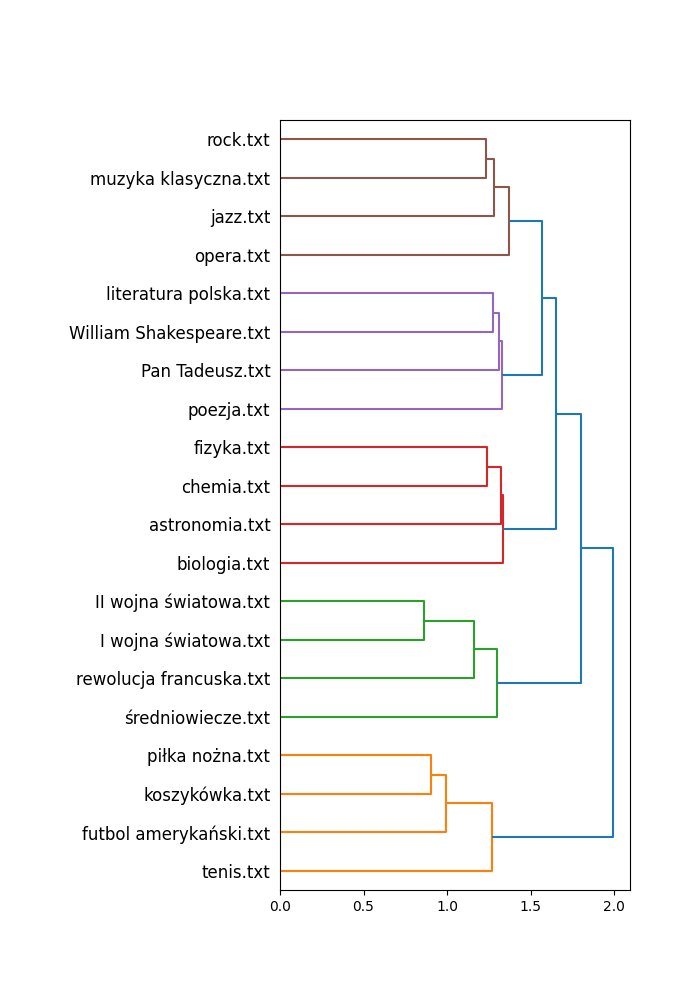 rock.txt
muzyka klasyczna.txt
jazz.txt
opera.txt
literatura polska.txt
William Shakespeare.txt
Pan Tadeusz.txt
poezja.txt
fizyka.txt
chemia.txt
astronomia.txt
biologia.txt
II wojna światowa.txt
I wojna światowa.txt
rewolucja francuska.txt
średniowiecze.txt
piłka nożna.txt
koszykówka.txt
futbol amerykański.txt
tenis.txt
0.0 0.5 1.0 1.5 2.0